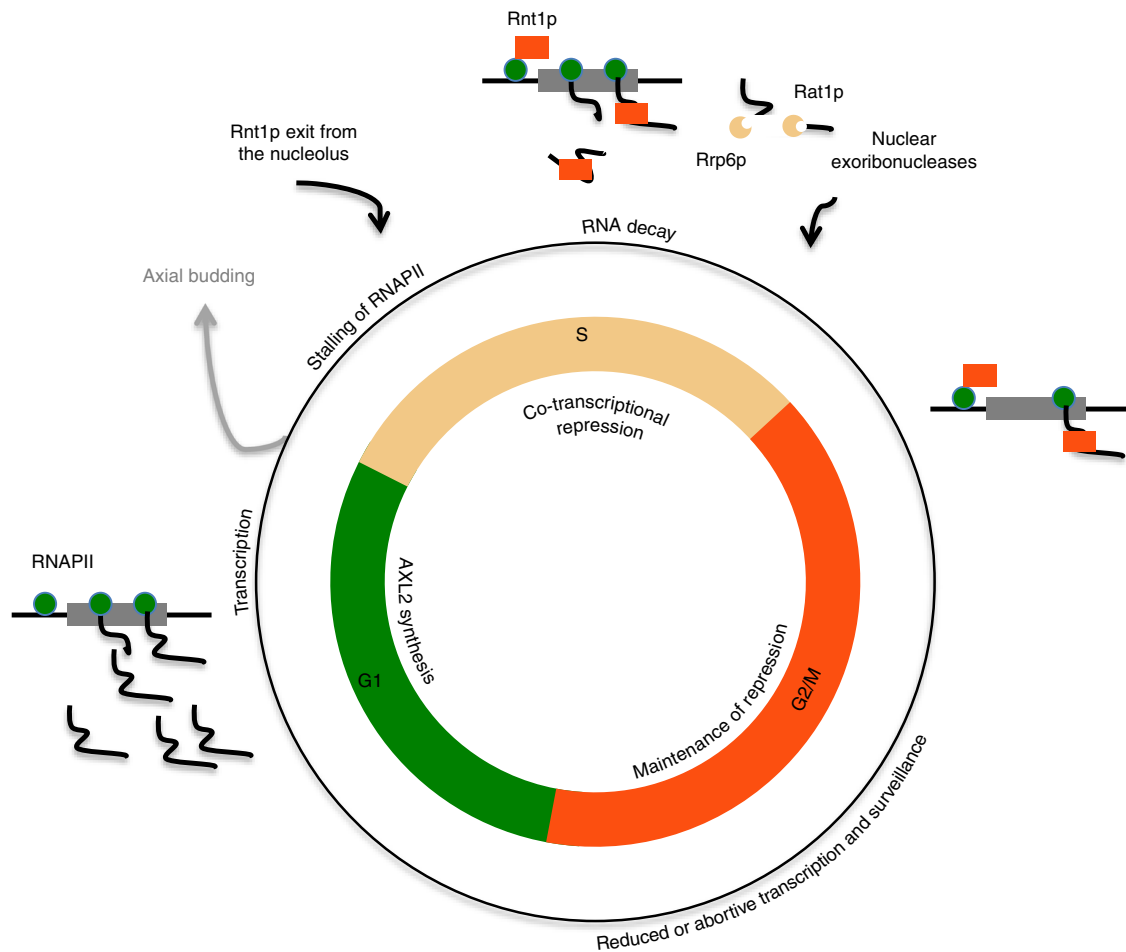 Rnt1p
Rat1p
Rnt1p exit from
the nucleolus
Rrp6p
Nuclear
exoribonucleases
RNA decay
Axial budding
Stalling of RNAPII
S
Co-transcriptional
repression
Transcription
RNAPII
AXL2 synthesis
G1
G2/M
Maintenance of repression
Reduced or abortive transcription and surveillance